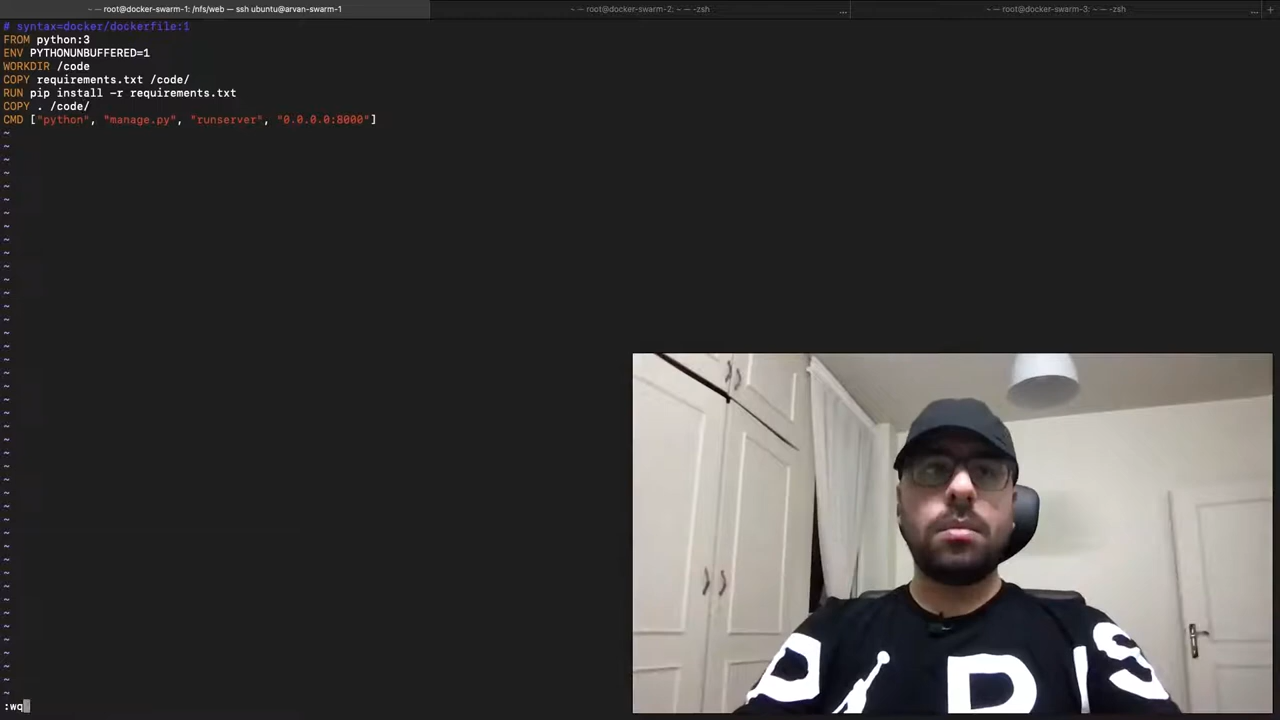 ~ — root@docker-swarm-1: /nfs/web — ssh ubuntu@arvan-swarm-1
~ — root@docker-swarm-2: ~ — -zsh
...
~ — root@docker-swarm-3: ~ — -zsh
...
+
# syntax=docker/dockerfile:1
FROM python:3
ENV PYTHONUNBUFFERED=1
WORKDIR /code
COPY requirements.txt /code/
RUN pip install -r requirements.txt
COPY . /code/
CMD ["python", "manage.py", "runserver", "0.0.0.0:8000"]
:wq